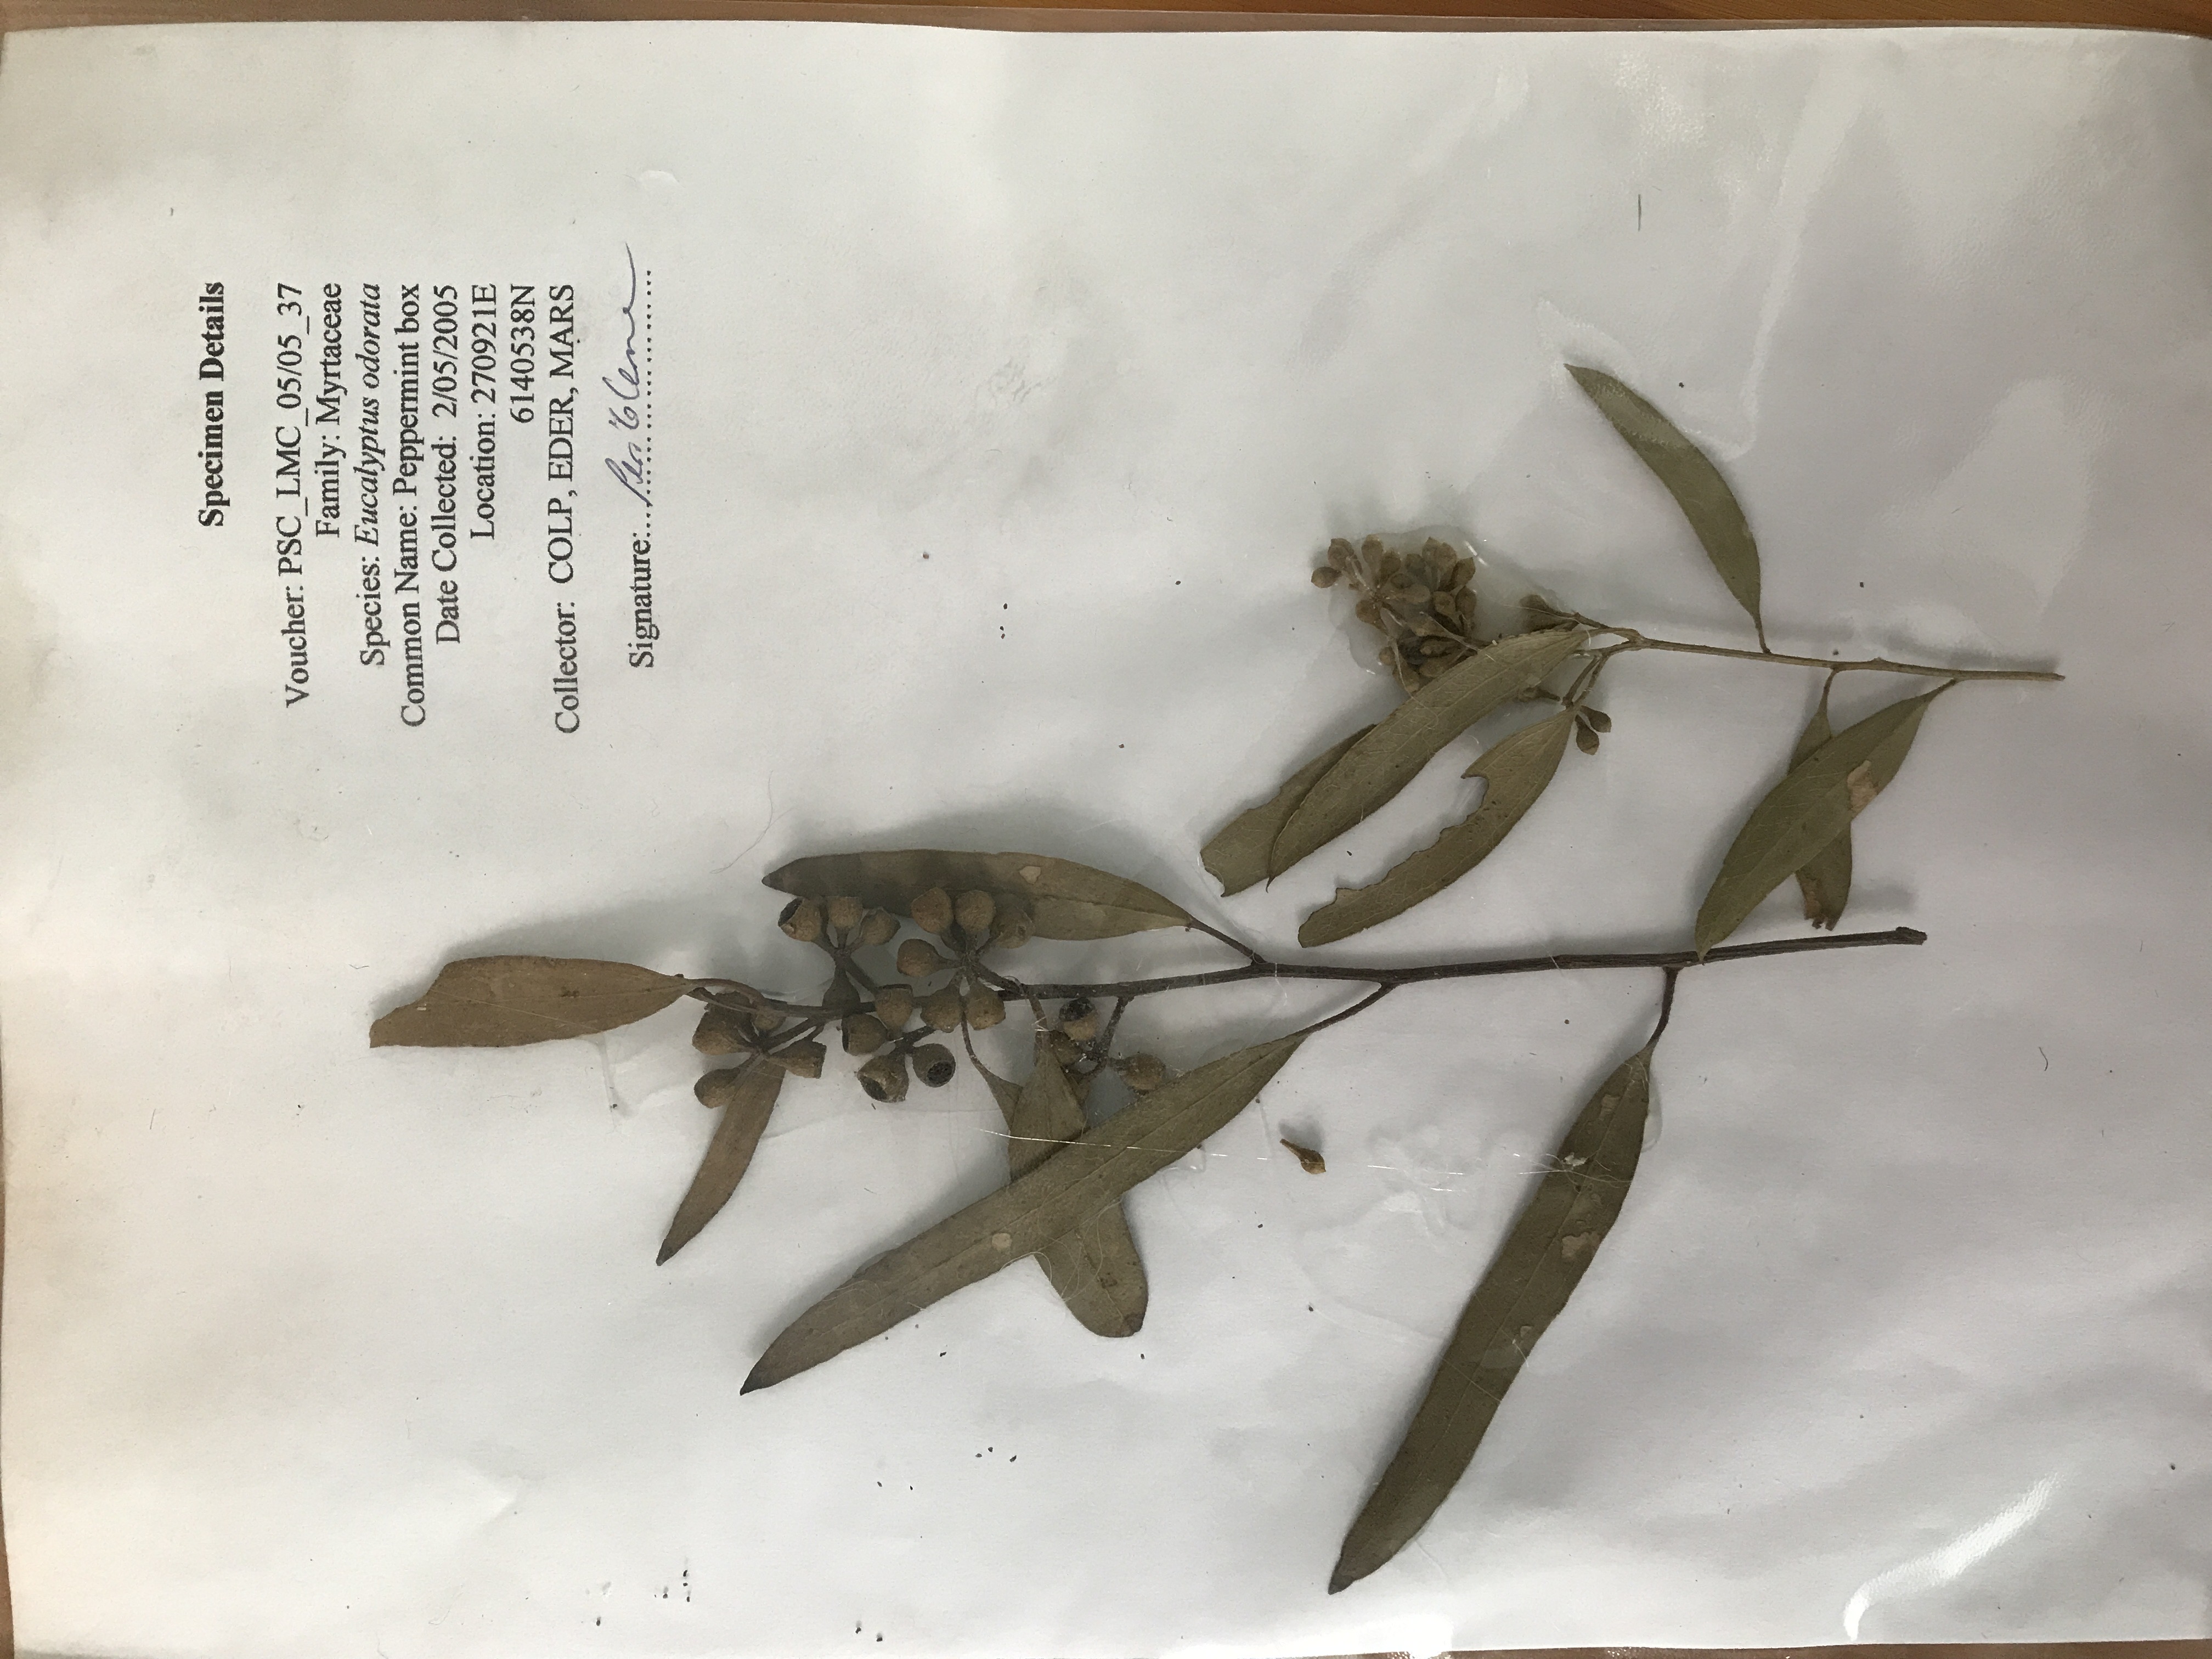 Specimen Details
Voucher: PSC_LMC_05/05_37
Family: Myrtaceae
Species: Eucalyptus odorata
Common Name: Peppermint box
Date Collected: 2/05/2005
Location: 270921E
6140538N
Collector: COLP, EDER, MARS
Signature:........................